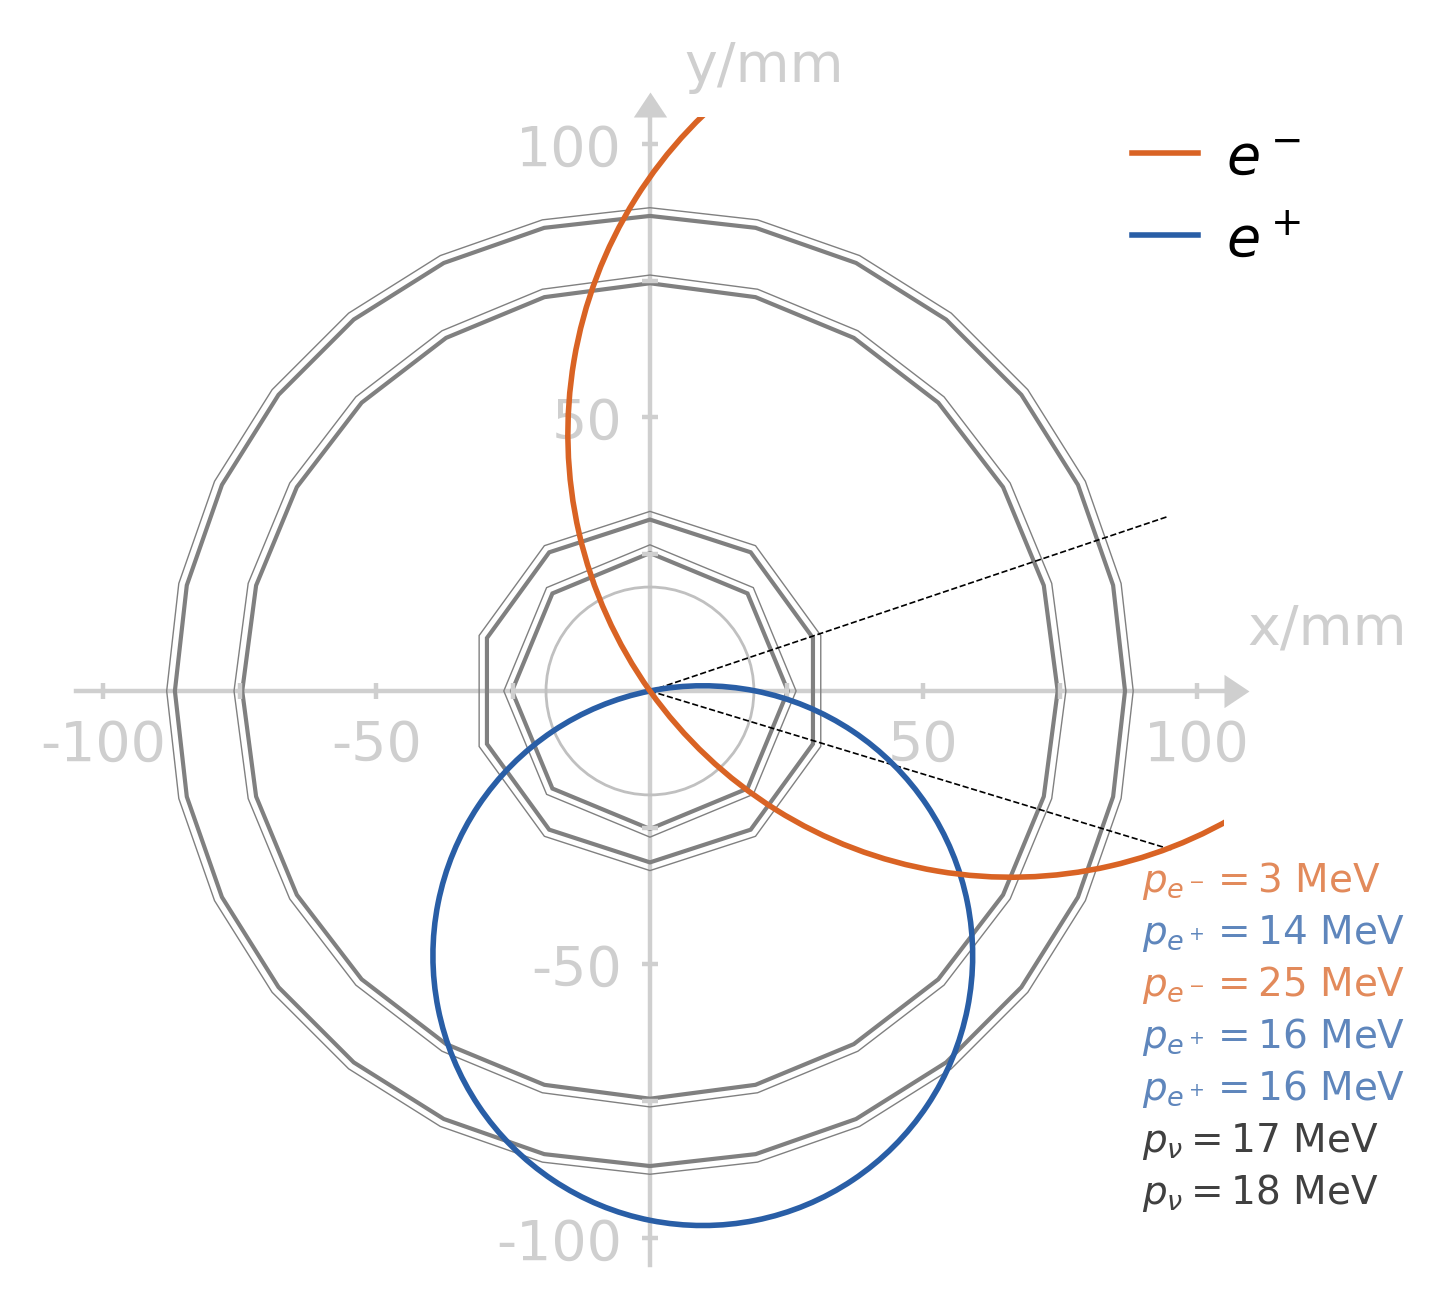 y/mm
100
e⁻
e⁺
50
x/mm
-100
-50
50
100
p_{e⁻} = 3 MeV
p_{e⁺} = 14 MeV
-50
p_{e⁻} = 25 MeV
p_{e⁺} = 16 MeV
p_{e⁺} = 16 MeV
p_ν = 17 MeV
p_ν = 18 MeV
-100